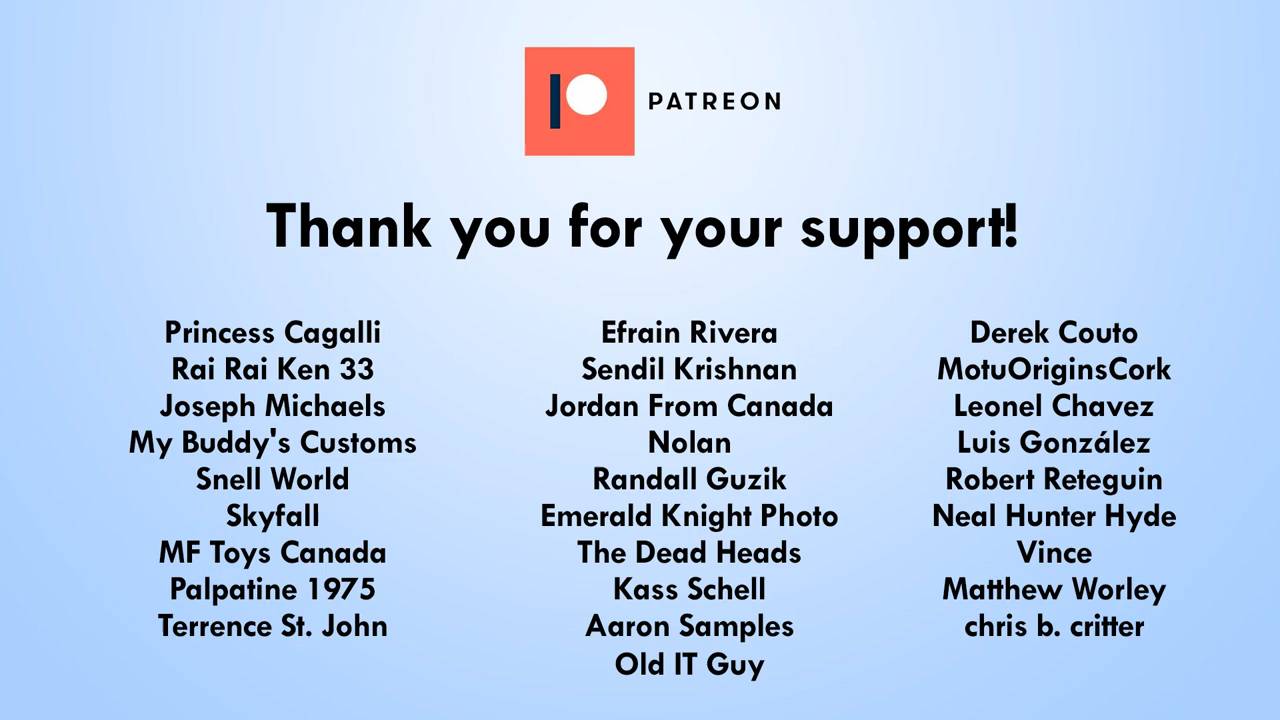 PATREON
Thank you for your support!
Princess Cagalli
Rai Rai Ken 33
Joseph Michaels
My Buddy's Customs
Snell World
Skyfall
MF Toys Canada
Palpatine 1975
Terrence St. John
Efrain Rivera
Sendil Krishnan
Jordan From Canada
Nolan
Randall Guzik
Emerald Knight Photo
The Dead Heads
Kass Schell
Aaron Samples
Old IT Guy
Derek Couto
MotuOriginsCork
Leonel Chavez
Luis González
Robert Reteguin
Neal Hunter Hyde
Vince
Matthew Worley
chris b. critter